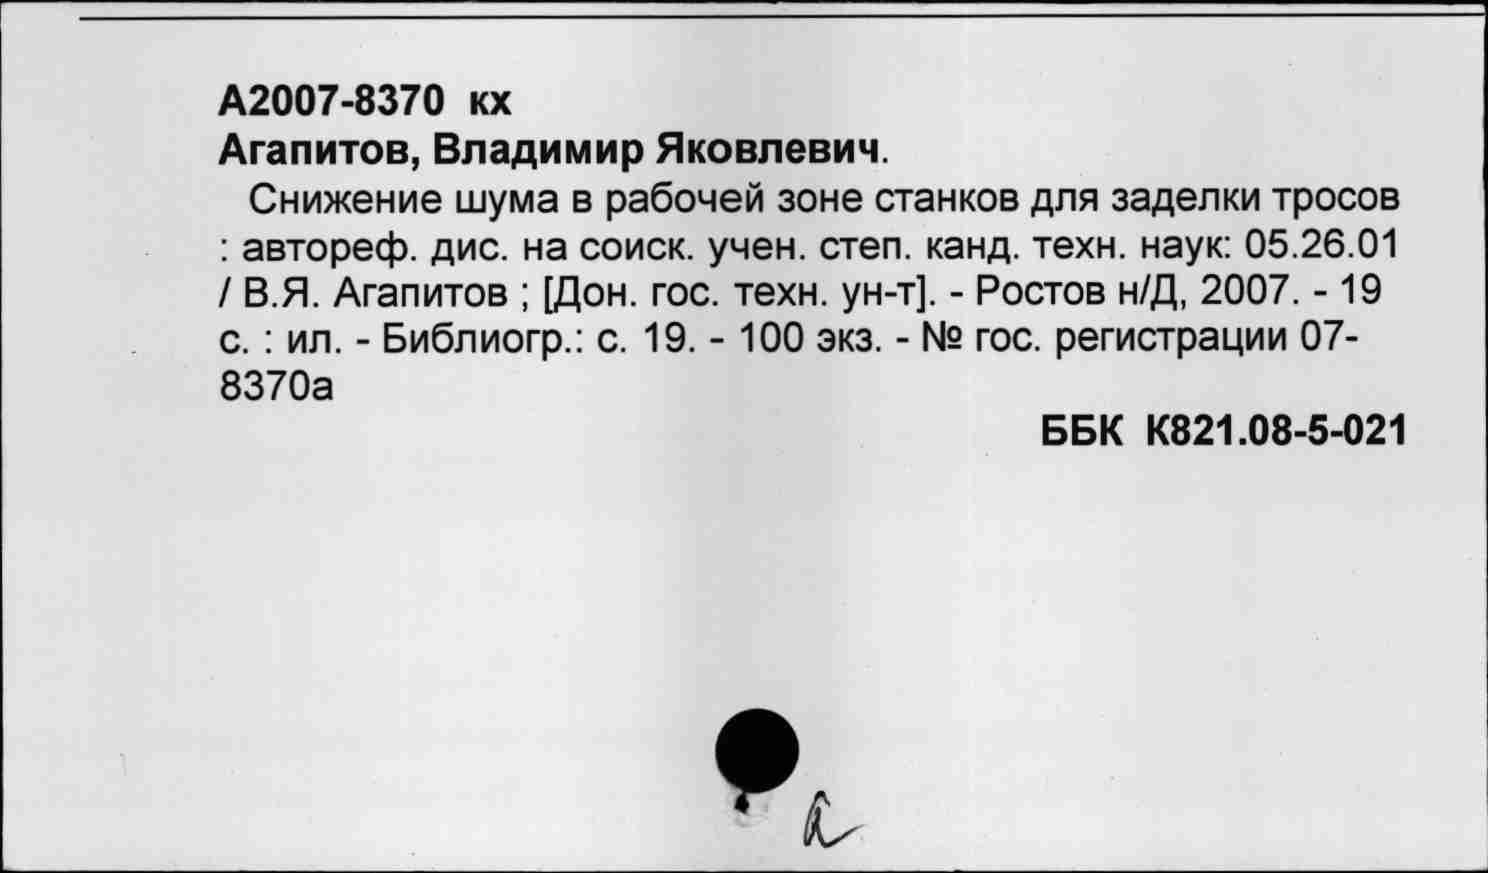 А2007-8370 кх
Агапитов, Владимир Яковлевич.
Снижение шума в рабочей зоне станков для заделки тросов
: автореф. дис. на соиск. учен. степ. канд. техн. наук: 05.26.01
/ В.Я. Агапитов ; [Дон. гос. техн. ун-т]. - Ростов н/Д, 2007. - 19
с. : ил. - Библиогр.: с. 19. - 100 экз. - № гос. регистрации 07-
8370а
ББК К821.08-5-021
а